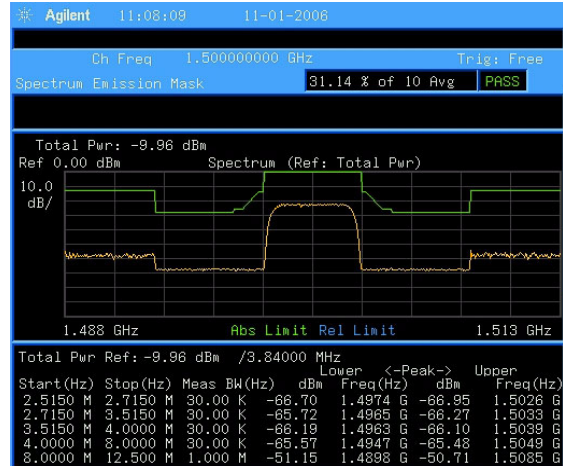 Agilent 11:08:09 11-01-2006
Ch Freq 1.500000000 GHz Trig: Free
Spectrum Emission Mask 31.14 % of 10 Avg PASS
Total Pwr: -9.96 dBm
Ref 0.00 dBm Spectrum (Ref: Total Pwr)
10.0
dB/
1.488 GHz Abs Limit Rel Limit 1.513 GHz
Total Pwr Ref: -9.96 dBm /3.84000 MHz
Lower <-Peak-> Upper
Start(Hz) Stop(Hz) Meas BW(Hz) dBm Freq(Hz) dBm Freq(Hz)
2.5150 M 2.7150 M 30.00 K -66.70 1.4974 G -66.95 1.5026 G
2.7150 M 3.5150 M 30.00 K -65.72 1.4965 G -66.27 1.5033 G
3.5150 M 4.0000 M 30.00 K -66.19 1.4963 G -66.10 1.5039 G
4.0000 M 8.0000 M 30.00 K -65.57 1.4947 G -65.48 1.5049 G
8.0000 M 12.500 M 1.000 M -51.15 1.4898 G -50.71 1.5085 G